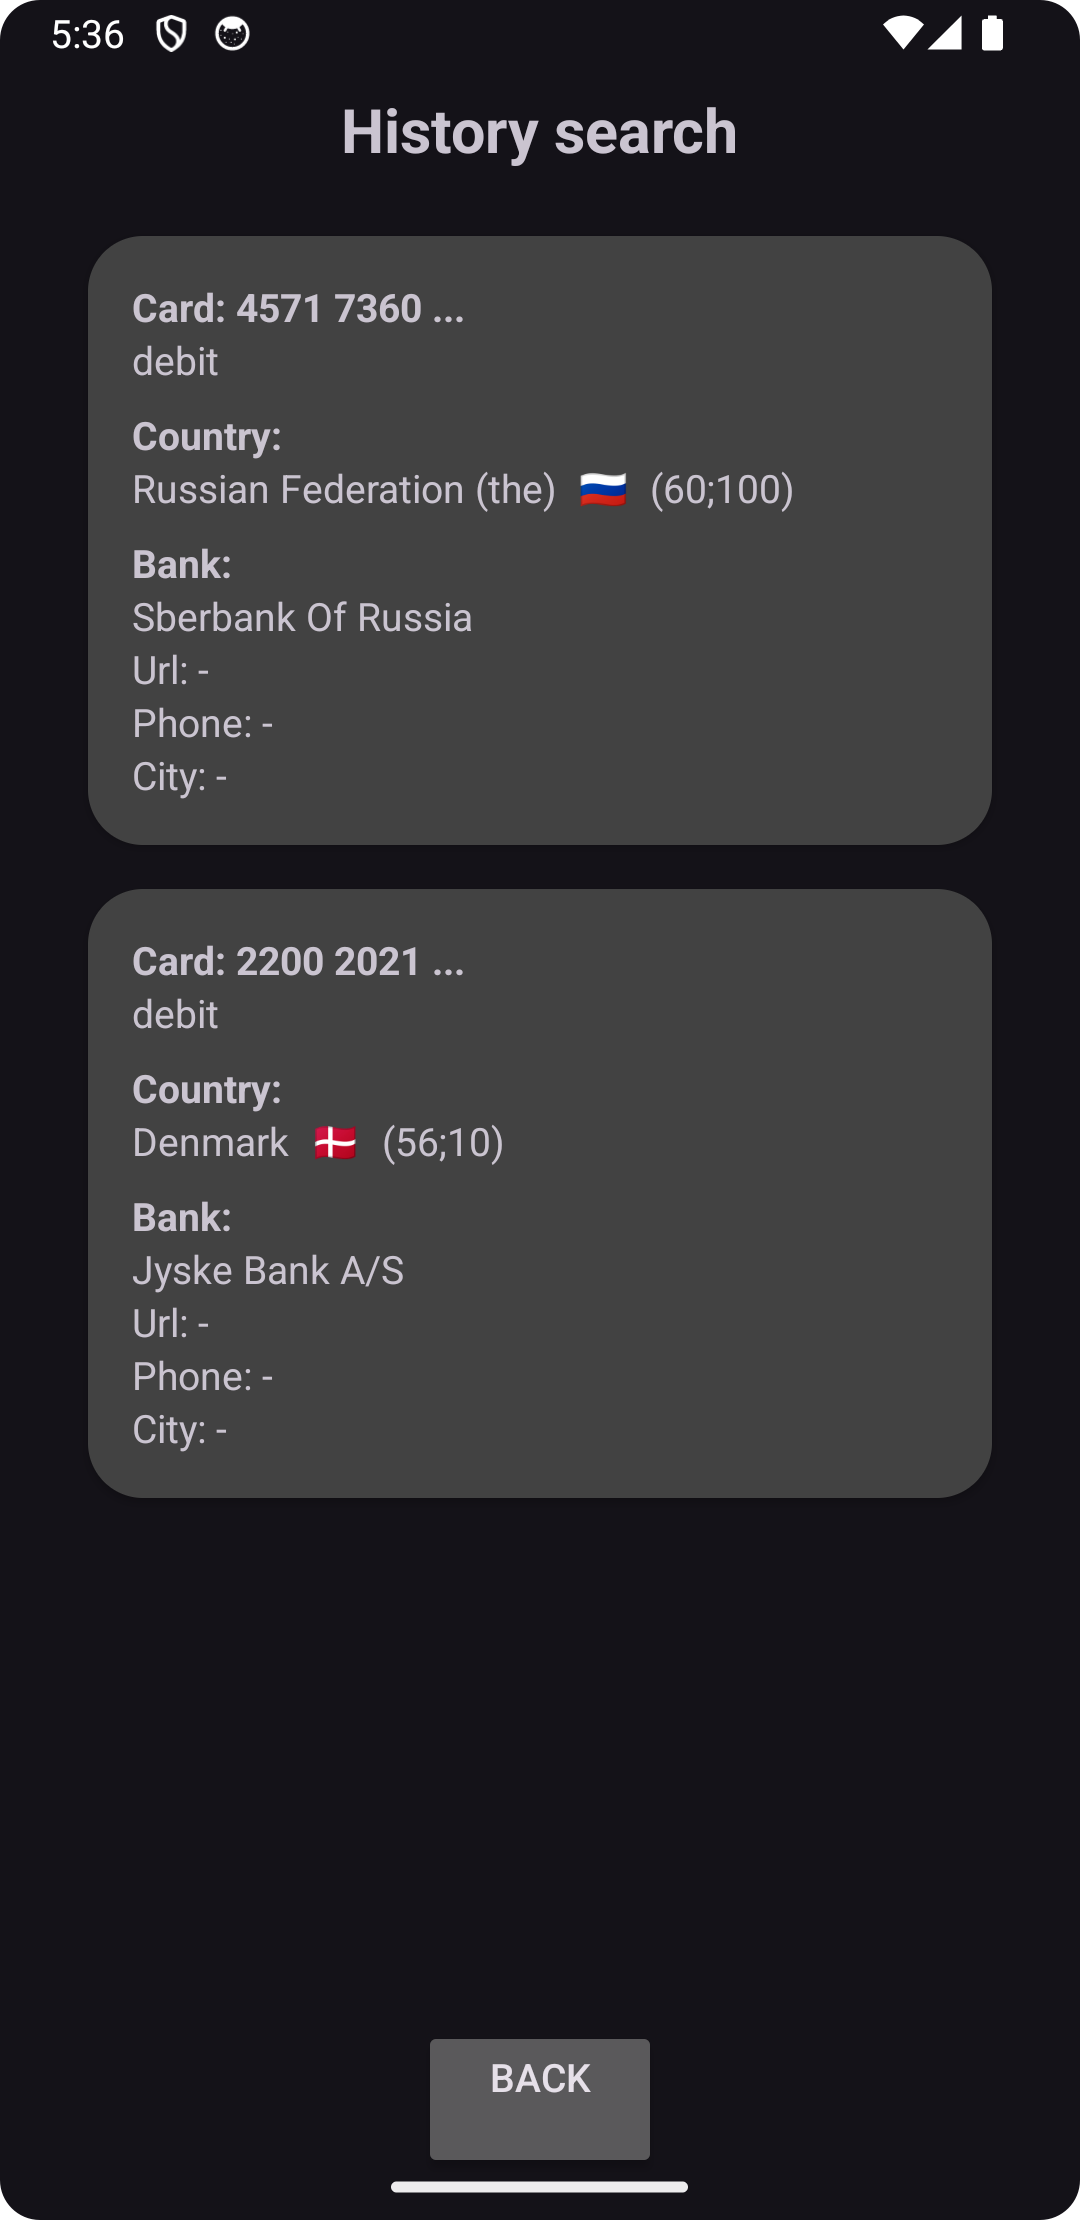 5:36
History search
Card: 4571 7360 ...
debit
Country:
Russian Federation (the) 🇷🇺 (60;100)
Bank:
Sberbank Of Russia
Url: -
Phone: -
City: -
Card: 2200 2021 ...
debit
Country:
Denmark 🇩🇰 (56;10)
Bank:
Jyske Bank A/S
Url: -
Phone: -
City: -
BACK